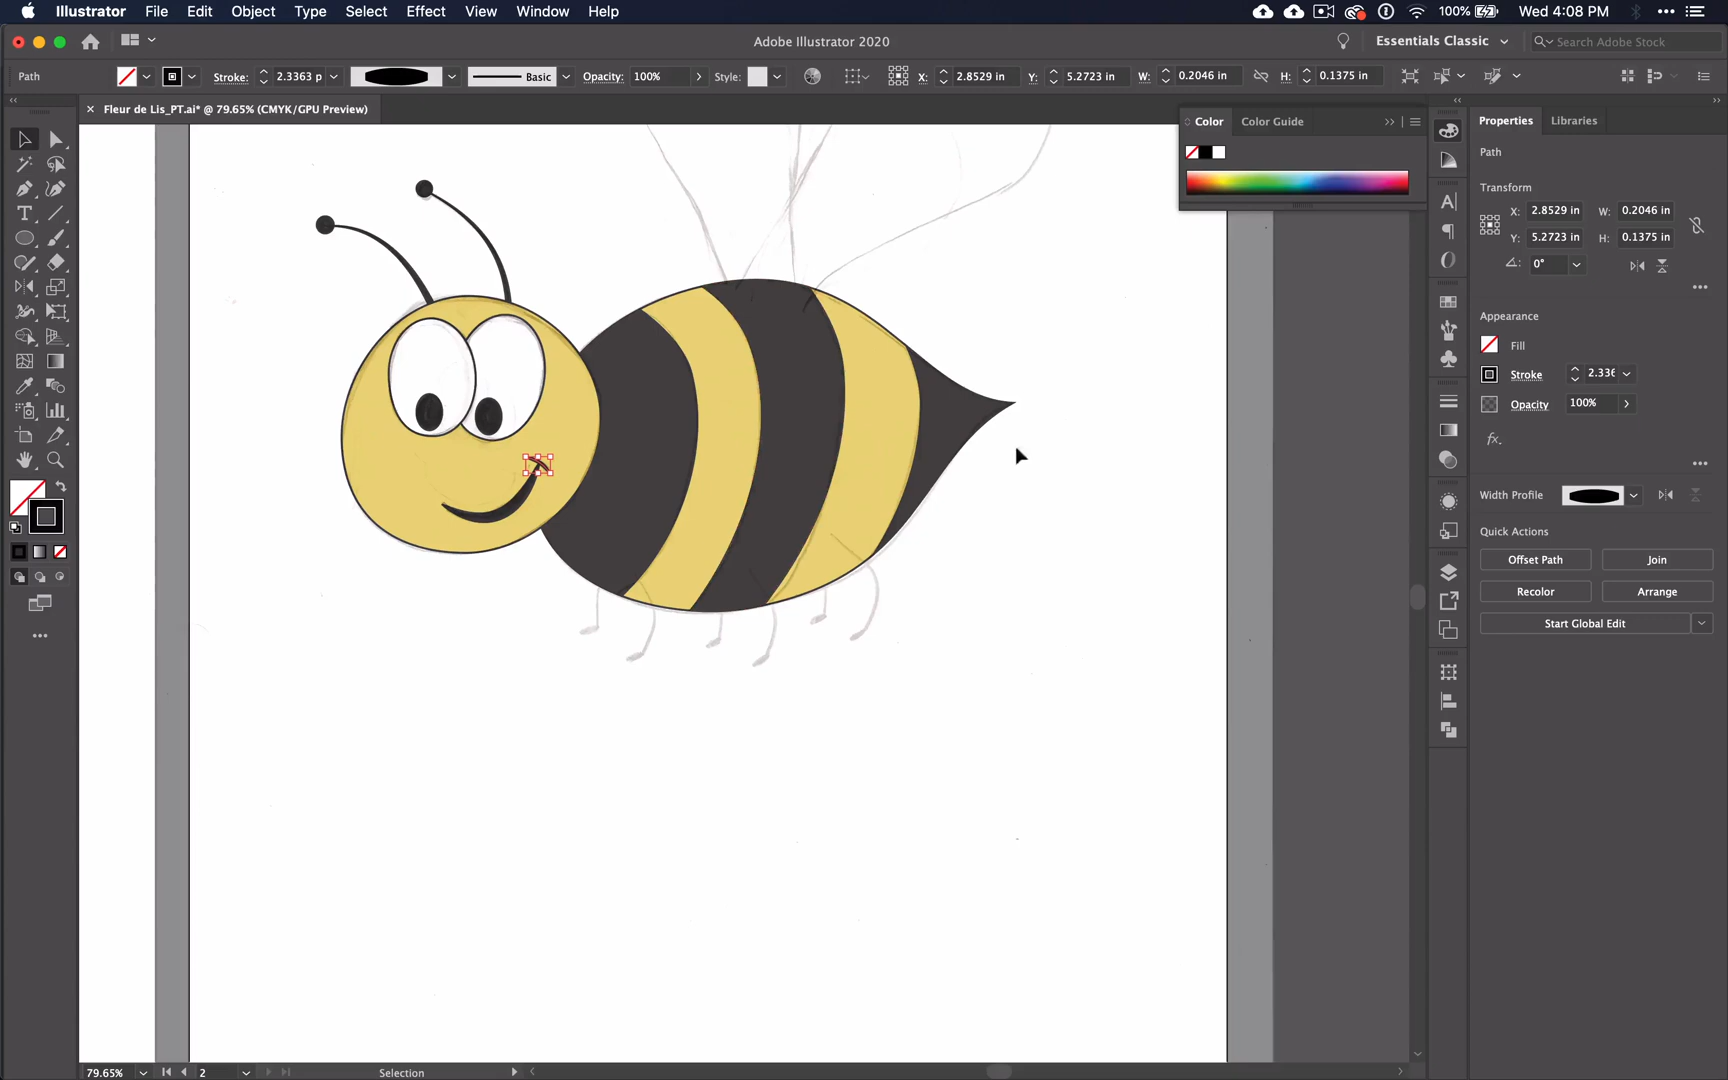 Illustrator File Edit Object Type Select Effect View Window Help 100% Wed 4:08 PM
Adobe Illustrator 2020 Essentials Classic Search Adobe Stock
Path Stroke: 2.3363 p Basic Opacity: 100% Style: X: 2.8529 in Y: 5.2723 in W: 0.2046 in H: 0.1375 in
Fleur de Lis_PT.ai* @ 79.65% (CMYK/GPU Preview)
Color Color Guide
Properties Libraries
Path
Transform
X: 2.8529 in W: 0.2046 in
Y: 5.2723 in H: 0.1375 in
0°
Appearance
Fill
Stroke 2.336
Opacity 100%
fx.
Width Profile
Quick Actions
Offset Path Join
Recolor Arrange
Start Global Edit
79.65% 2 Selection